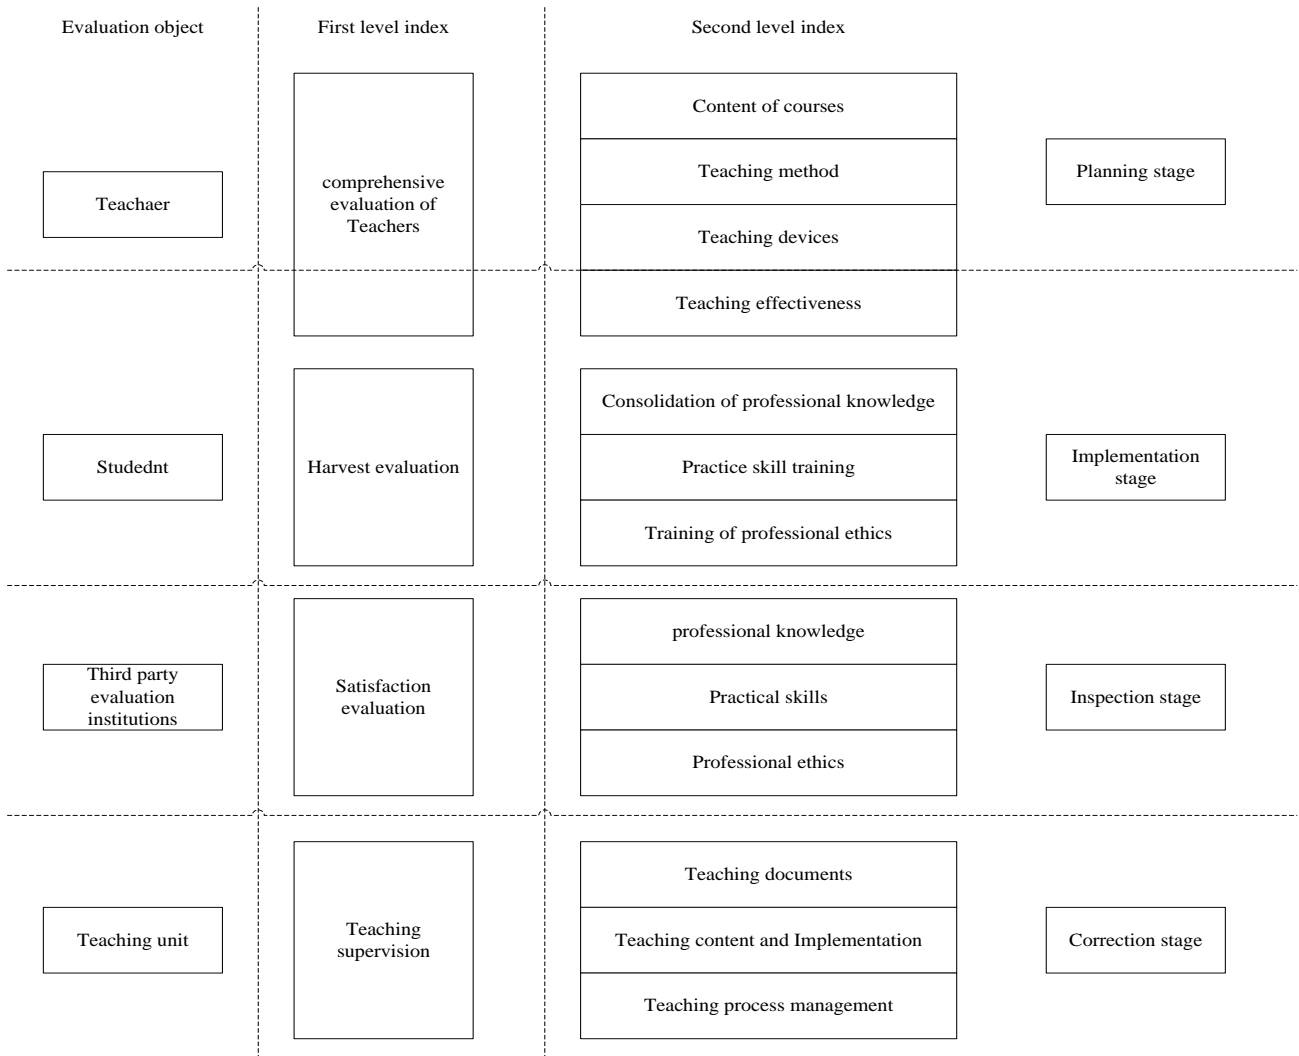 Evaluation object
First level index
Second level index
Content of courses
Teaching method
Planning stage
comprehensive
evaluation of
Teachers
Teachaer
Teaching devices
Teaching effectiveness
Consolidation of professional knowledge
Studednt
Harvest evaluation
Practice skill training
Implementation
stage
Training of professional ethics
professional knowledge
Third party
evaluation
institutions
Satisfaction
evaluation
Practical skills
Inspection stage
Professional ethics
Teaching documents
Teaching unit
Teaching
supervision
Teaching content and Implementation
Correction stage
Teaching process management